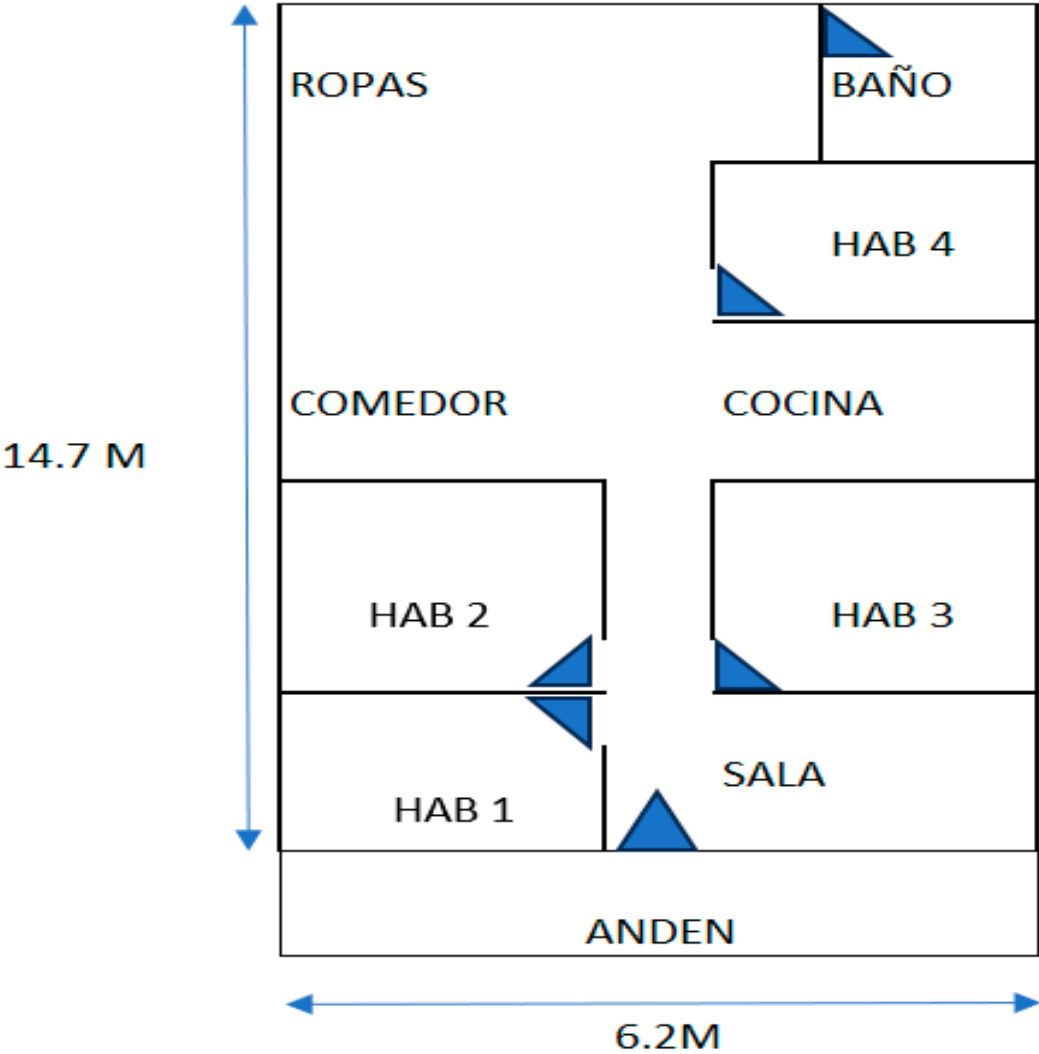 ROPAS
BAÑO
HAB 4
COMEDOR
COCINA
14.7 M
HAB 2
HAB 3
SALA
HAB 1
ANDEN
6.2M